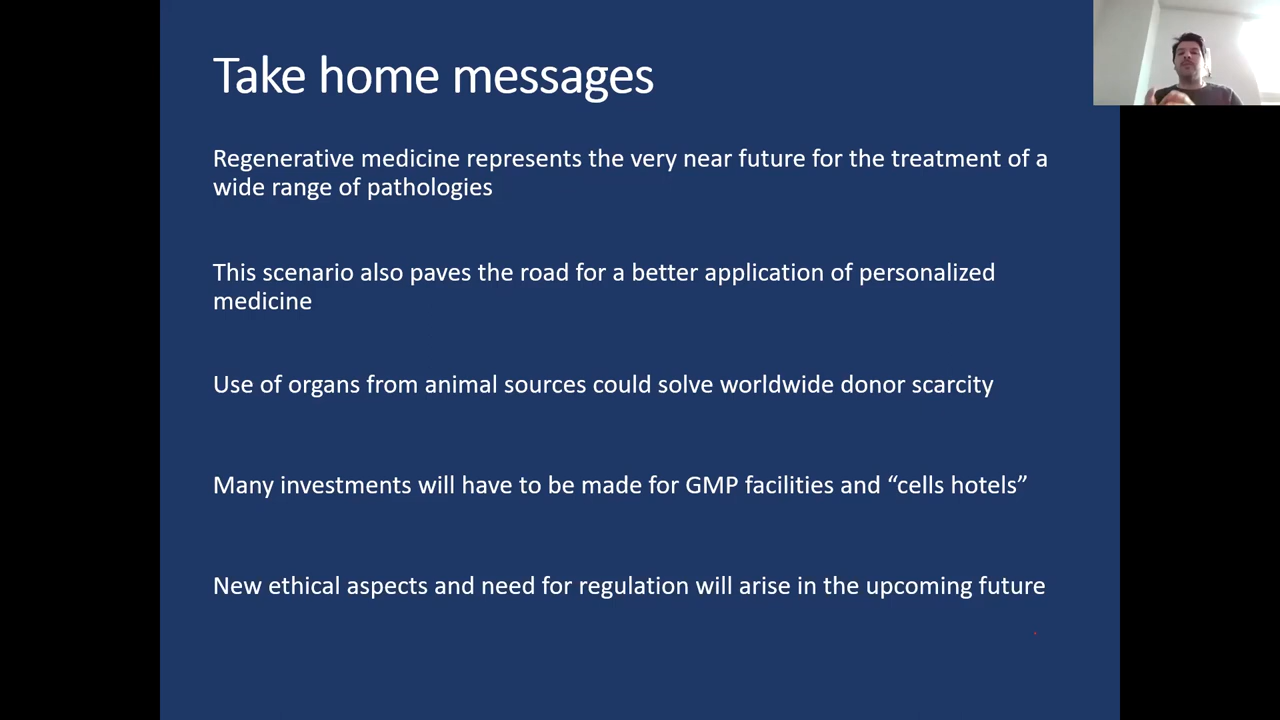 Take home messages
Regenerative medicine represents the very near future for the treatment of a
wide range of pathologies
This scenario also paves the road for a better application of personalized
medicine
Use of organs from animal sources could solve worldwide donor scarcity
Many investments will have to be made for GMP facilities and “cells hotels”
New ethical aspects and need for regulation will arise in the upcoming future